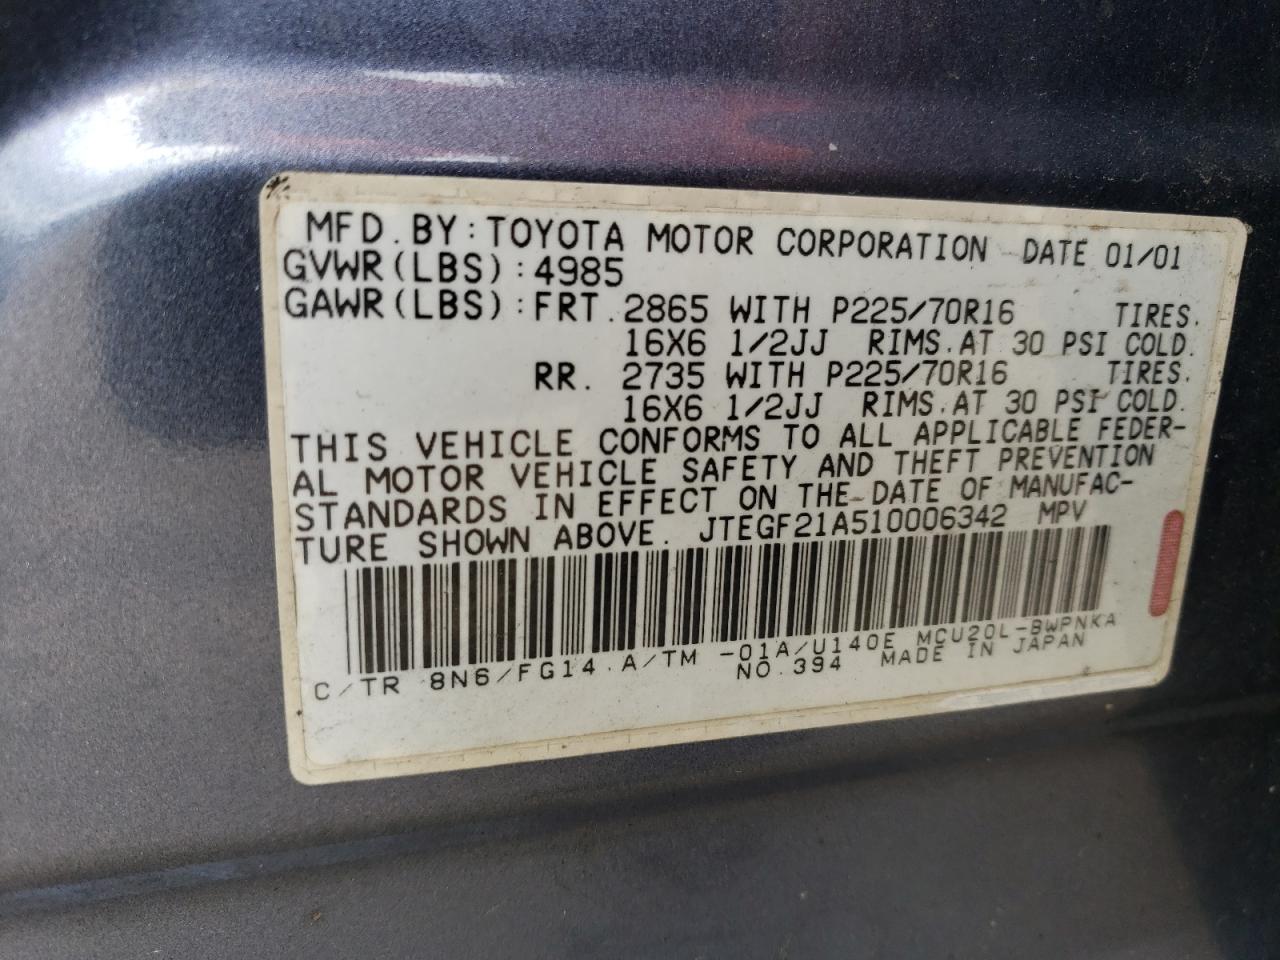 MFD. BY: TOYOTA MOTOR CORPORATION DATE 01/01
GVWR(LBS): 4985
GAWR(LBS): FRT. 2865 WITH P225/70R16 TIRES.
16X6 1/2JJ RIMS. AT 30 PSI COLD.
RR. 2735 WITH P225/70R16 TIRES.
16X6 1/2JJ RIMS. AT 30 PSI COLD.
THIS VEHICLE CONFORMS TO ALL APPLICABLE FEDER-
AL MOTOR VEHICLE SAFETY AND THEFT PREVENTION
STANDARDS IN EFFECT ON THE DATE OF MANUFAC-
TURE SHOWN ABOVE. JTEGF21A510006342 MPV
C/TR 8N6/FG14 A/TM -01A/U140E MCU20L-BWPNKA
NO. 394 MADE IN JAPAN